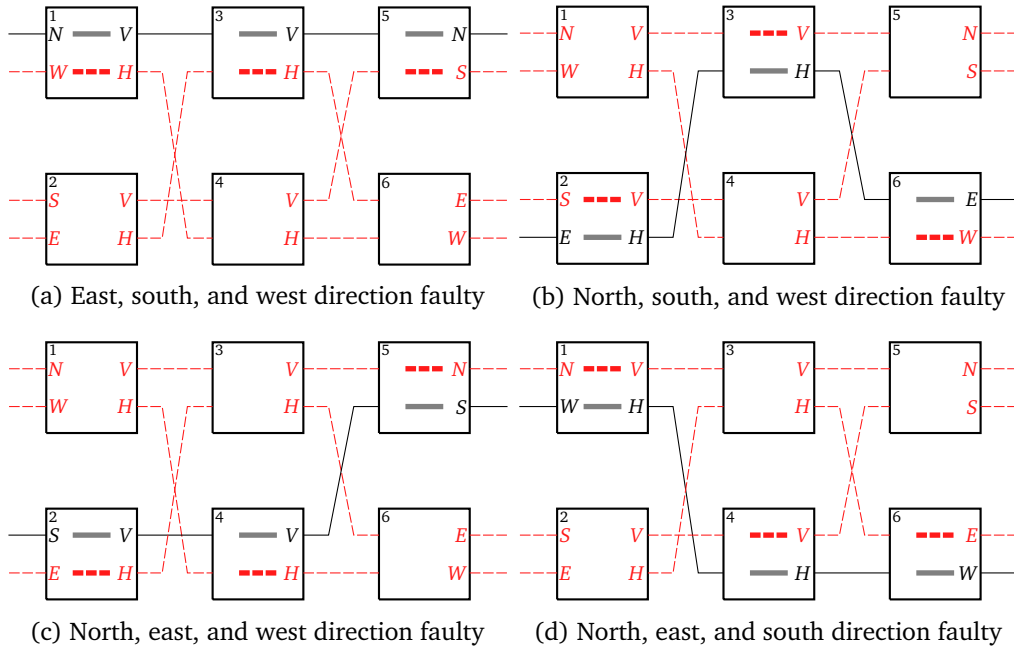 1 3 5 1 3 5
N V V N N V N
W H H S W H H S
2 4 6 2 4 6
S V V E S V V E
E H H W E H H W
(a) East, south, and west direction faulty (b) North, south, and west direction faulty
1 3 5 1 3 5
N V V N N V V N
W H H S W H H S
2 4 6 2 4 6
S V V E S V V E
E H H W E H H W
(c) North, east, and west direction faulty (d) North, east, and south direction faulty